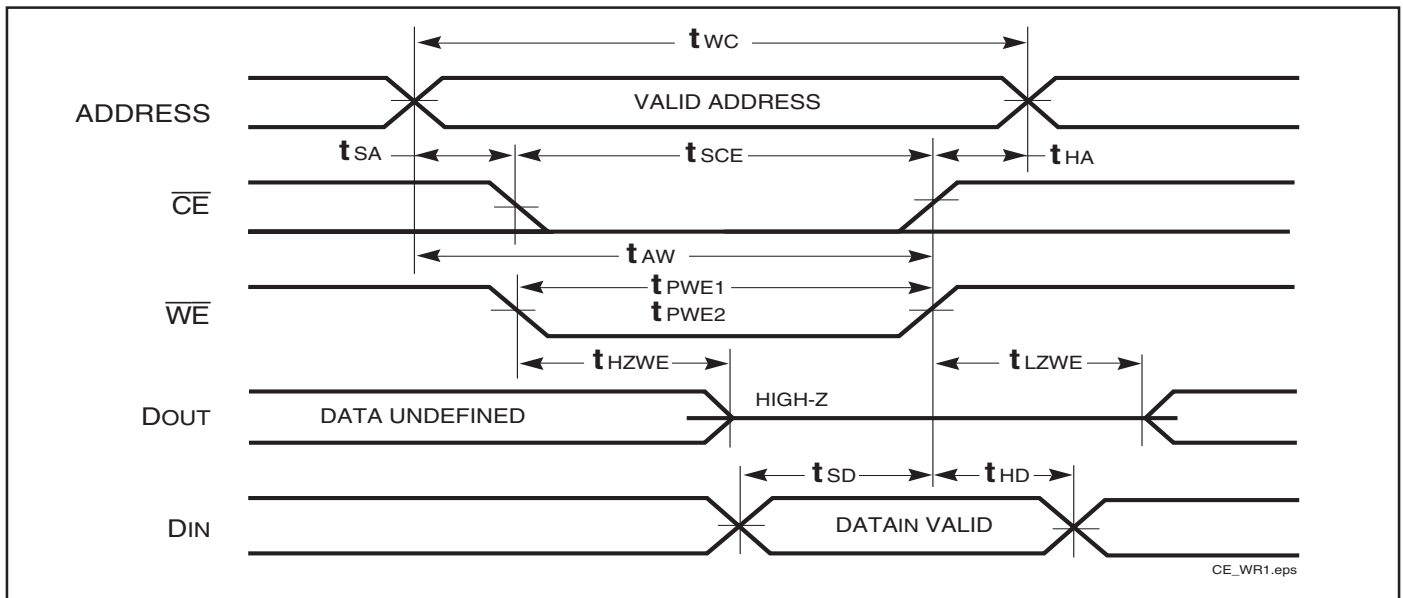 tWC
ADDRESS
VALID ADDRESS
tSA
tSCE
tHA
CE
tAW
WE
tPWE1
tPWE2
tHZWE
tLZWE
DOUT
DATA UNDEFINED
HIGH-Z
tSD
tHD
DIN
DATAIN VALID
CE_WR1.eps